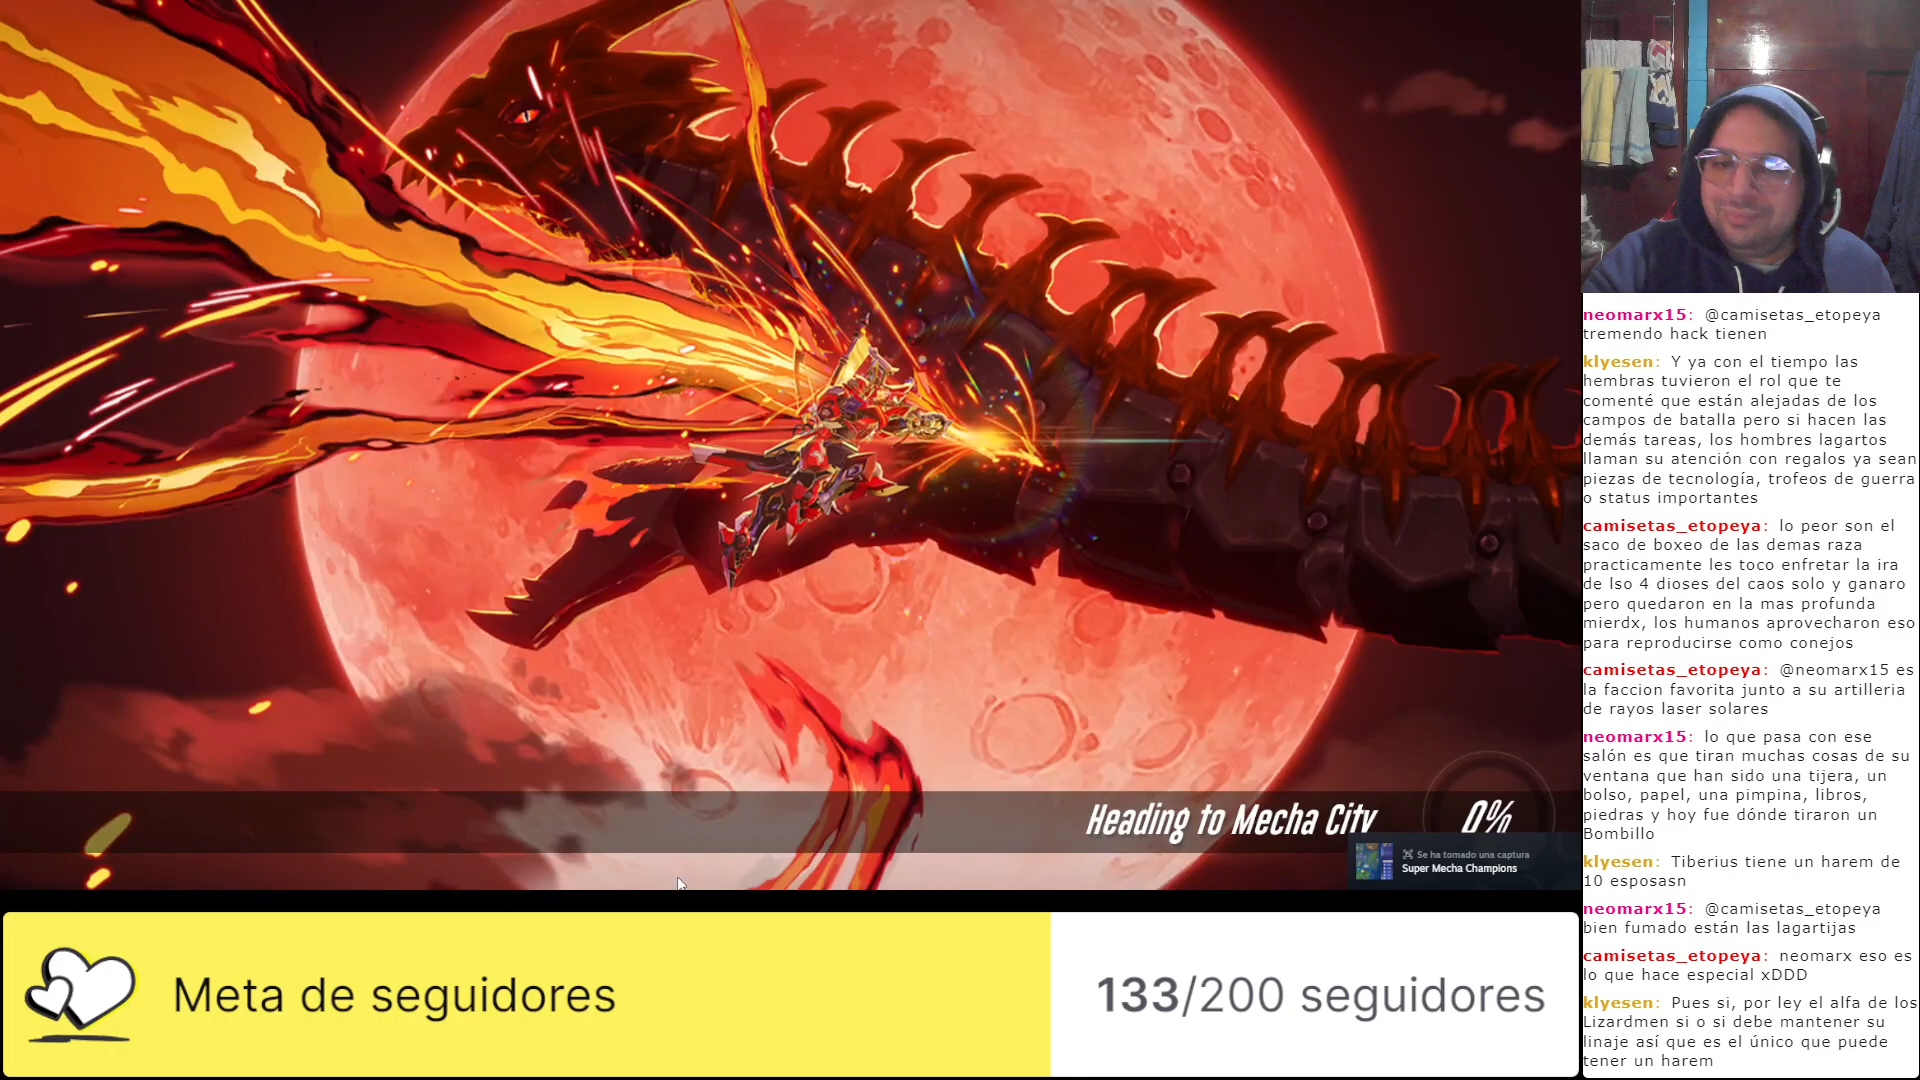 Heading to Mecha City
0%
Se ha tomado una captura
Super Mecha Champions
Meta de seguidores
133/200 seguidores
neomarx15: @camisetas_etopeya
tremendo hack tienen
klyesen: Y ya con el tiempo las
hembras tuvieron el rol que te
comenté que están alejadas de los
campos de batalla pero si hacen las
demás tareas, los hombres lagartos
llaman su atención con regalos ya sean
piezas de tecnología, trofeos de guerra
o status importantes
camisetas_etopeya: lo peor son el
saco de boxeo de las demas raza
practicamente les toco enfretar la ira
de lso 4 dioses del caos solo y ganaro
pero quedaron en la mas profunda
mierdx, los humanos aprovecharon eso
para reproducirse como conejos
camisetas_etopeya: @neomarx15 es
la faccion favorita junto a su artilleria
de rayos laser solares
neomarx15: lo que pasa con ese
salón es que tiran muchas cosas de su
ventana que han sido una tijera, un
bolso, papel, una pimpina, libros,
piedras y hoy fue dónde tiraron un
Bombillo
klyesen: Tiberius tiene un harem de
10 esposasn
neomarx15: @camisetas_etopeya
bien fumado están las lagartijas
camisetas_etopeya: neomarx eso es
lo que hace especial xDDD
klyesen: Pues si, por ley el alfa de los
Lizardmen si o si debe mantener su
linaje así que es el único que puede
tener un harem